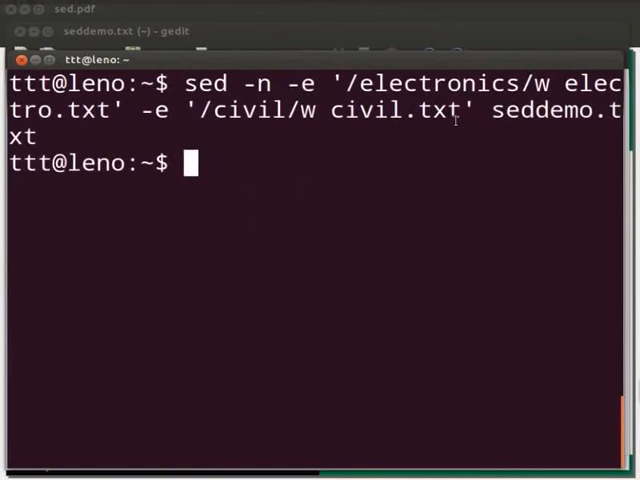 sed.pdf
seddemo.txt (~) - gedit
ttt@leno: ~
ttt@leno:~$ sed -n -e '/electronics/w elec
tro.txt' -e '/civil/w civil.txt' seddemo.t
xt
ttt@leno:~$